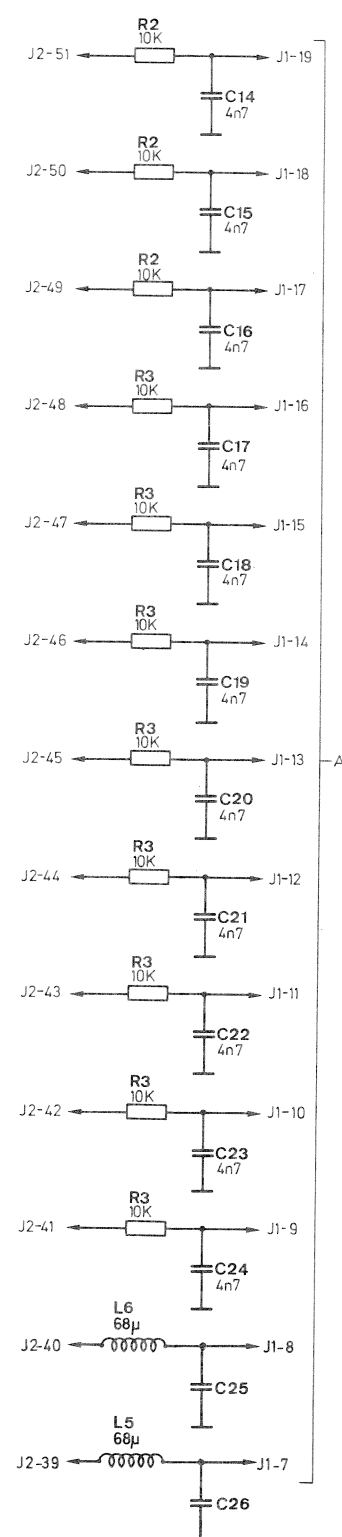 R2
10K
J2-51 J1-19
C14
4n7
R2
10K
J2-50 J1-18
C15
4n7
R2
10K
J2-49 J1-17
C16
4n7
R3
10K
J2-48 J1-16
C17
4n7
R3
10K
J2-47 J1-15
C18
4n7
R3
10K
J2-46 J1-14
C19
4n7
R3
10K
J2-45 J1-13 A
C20
4n7
R3
10K
J2-44 J1-12
C21
4n7
R3
10K
J2-43 J1-11
C22
4n7
R3
10K
J2-42 J1-10
C23
4n7
R3
10K
J2-41 J1-9
C24
4n7
L6
68µ
J2-40 J1-8
C25
L5
68µ
J2-39 J1-7
C26